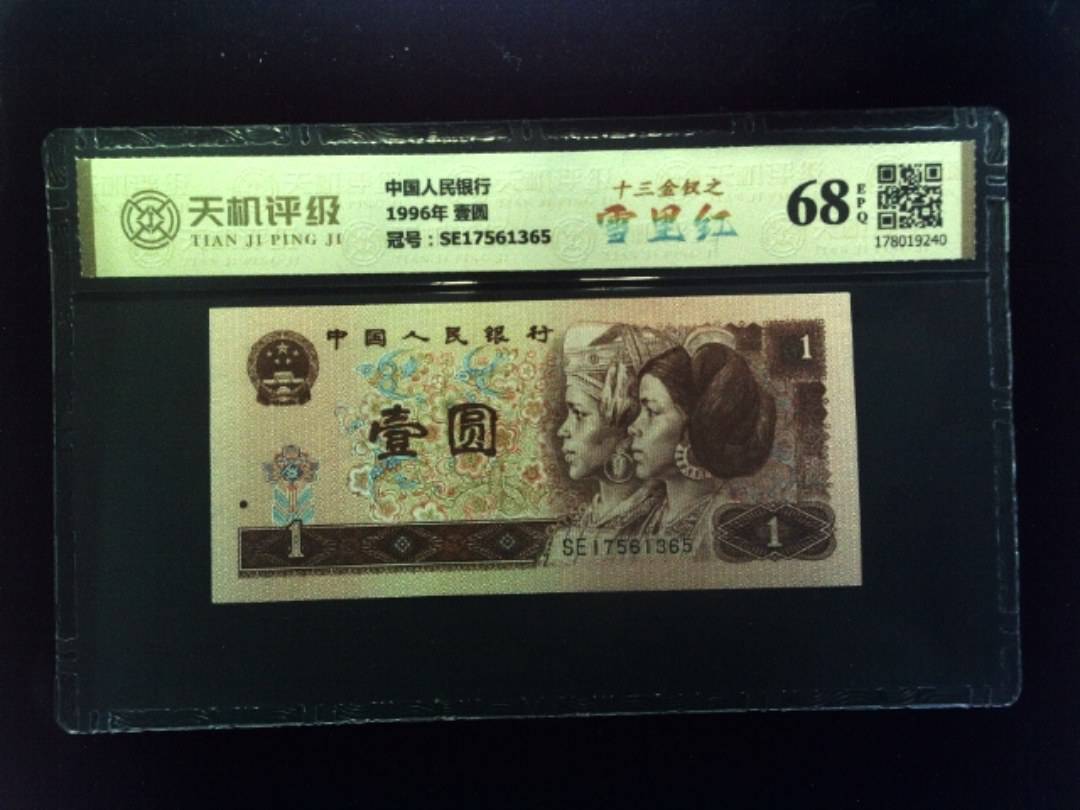 天机评级
TIAN JI PING JI
中国人民银行
1996年 壹圆
冠号：SE17561365
十三金钗之
雪里红
68
EPQ
178019240
中国人民银行
1
壹圆
1
SE17561365
1